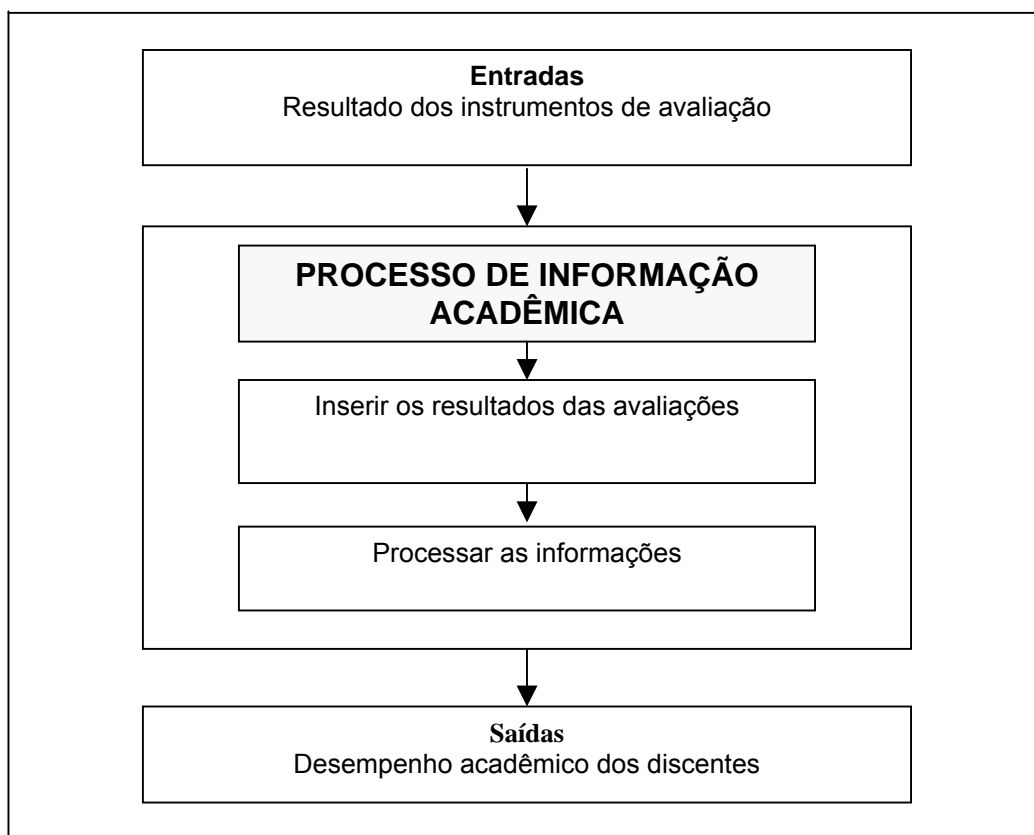 Entradas
Resultado dos instrumentos de avaliação
PROCESSO DE INFORMAÇÃO
ACADÊMICA
Inserir os resultados das avaliações
Processar as informações
Saídas
Desempenho acadêmico dos discentes